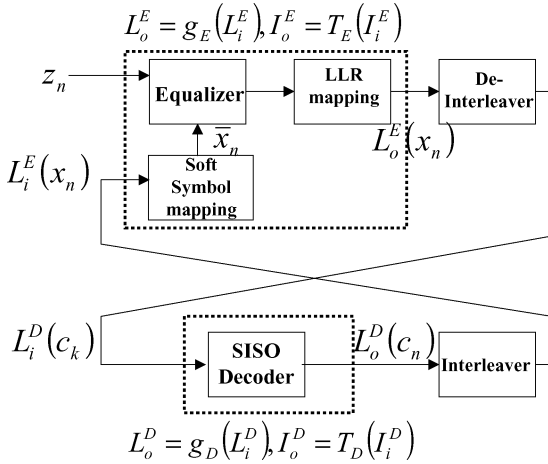 L_o^E = g_E(L_i^E), I_o^E = T_E(I_i^E)
z_n
Equalizer
LLR mapping
De-Interleaver
x̄_n
L_o^E(x_n)
L_i^E(x_n)
Soft Symbol mapping
L_i^D(c_k)
SISO Decoder
L_o^D(c_n)
Interleaver
L_o^D = g_D(L_i^D), I_o^D = T_D(I_i^D)